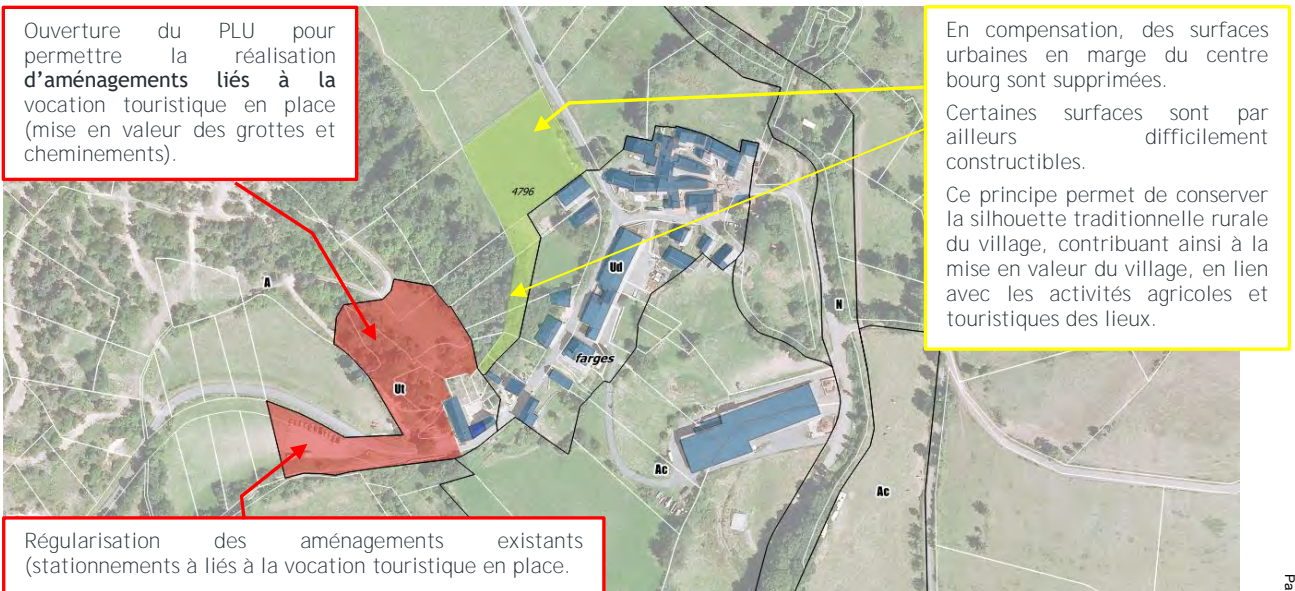 Ouverture du PLU pour
permettre la réalisation
d'aménagements liés à la
vocation touristique en place
(mise en valeur des grottes et
cheminements).
En compensation, des surfaces
urbaines en marge du centre
bourg sont supprimées.
Certaines surfaces sont par
ailleurs difficilement
constructibles.
Ce principe permet de conserver
la silhouette traditionnelle rurale
du village, contribuant ainsi à la
mise en valeur du village, en lien
avec les activités agricoles et
touristiques des lieux.
4796
A
Ud
N
farges
Ut
Ac
Ac
Régularisation des aménagements existants
(stationnements à liés à la vocation touristique en place.
Pa